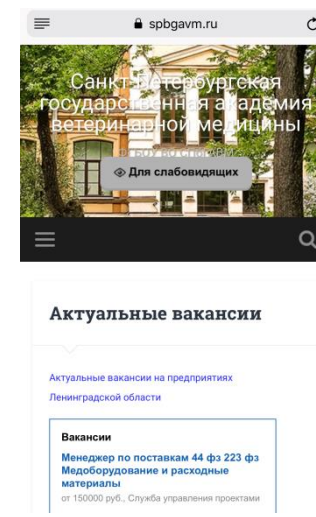 spbgavm.ru
Санкт-Петербургская
государственная академия
ветеринарной медицины
Для слабовидящих
Актуальные вакансии
Актуальные вакансии на предприятиях
Ленинградской области
Вакансии
Менеджер по поставкам 44 фз 223 фз
Медоборудование и расходные
материалы
от 150000 руб., Служба управления проектами